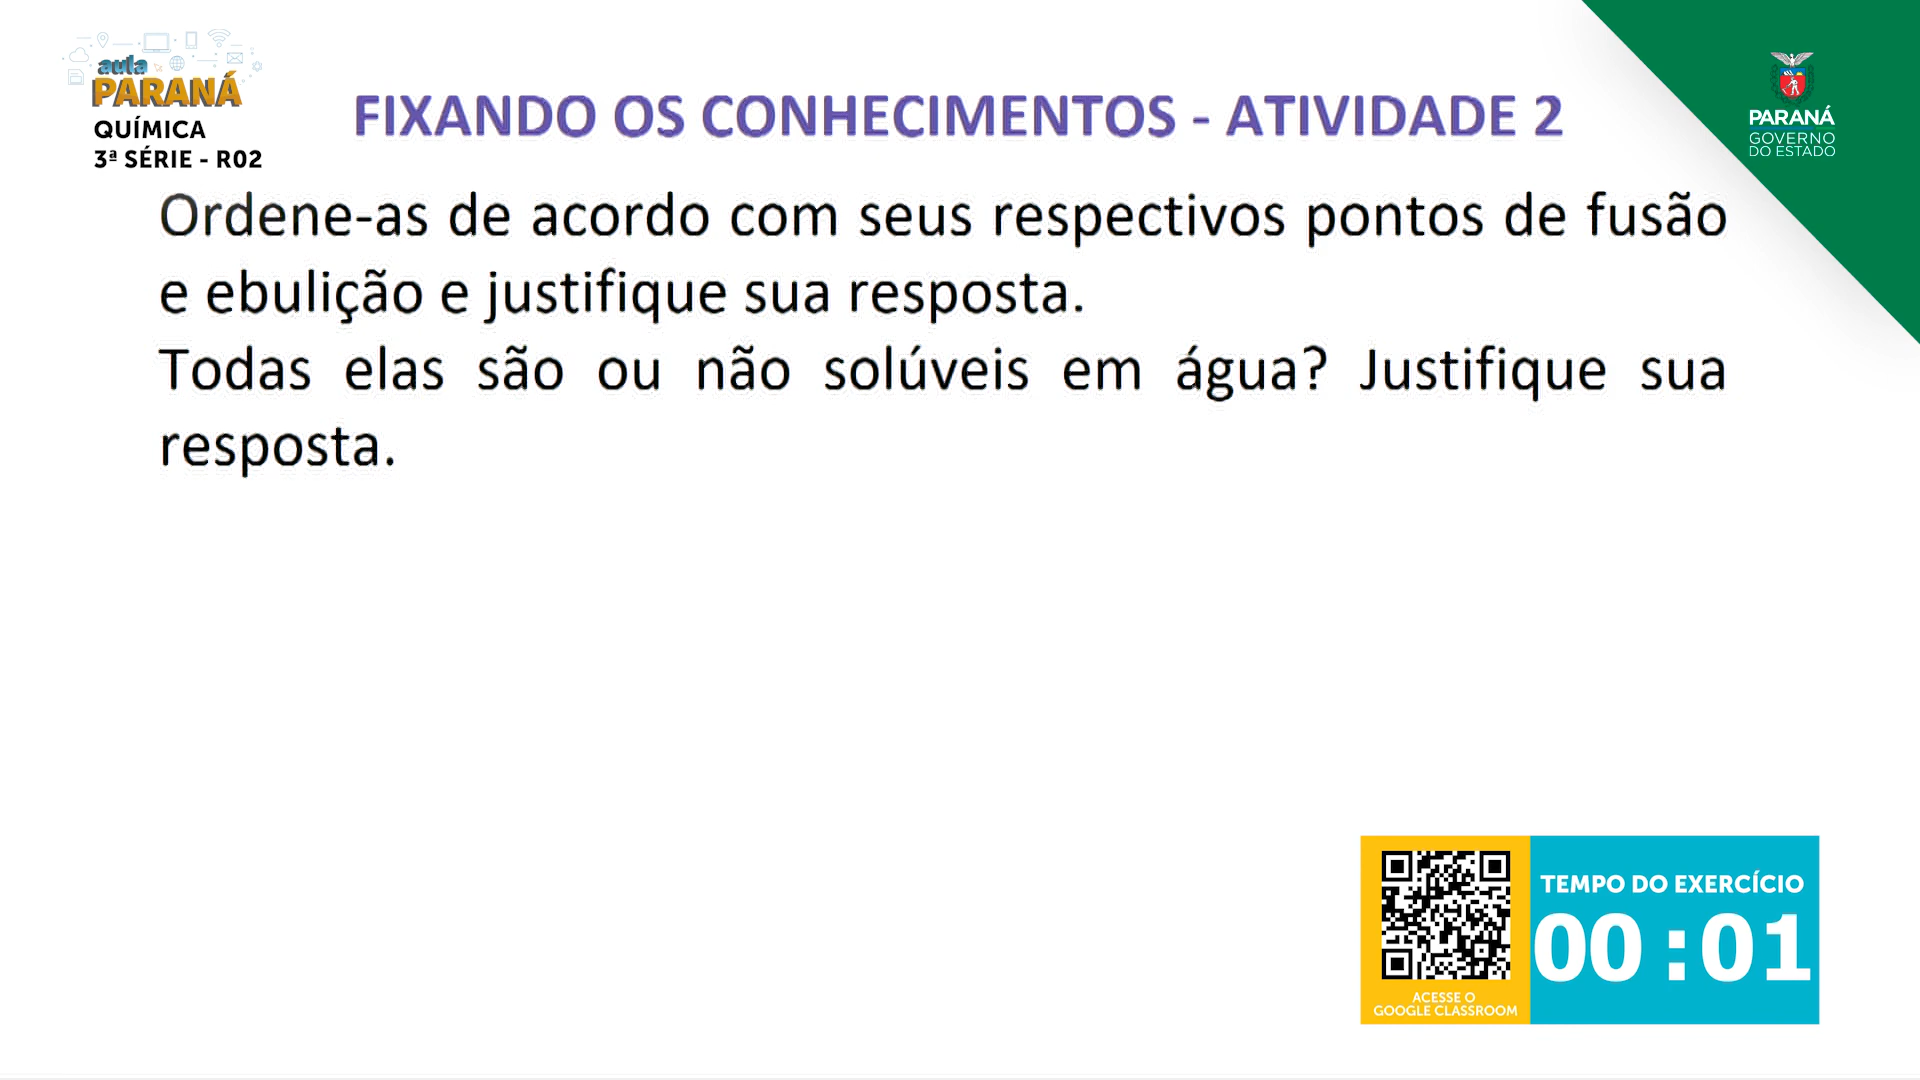 aula
PARANÁ
QUÍMICA
3ª SÉRIE - R02
FIXANDO OS CONHECIMENTOS - ATIVIDADE 2
PARANÁ
GOVERNO
DO ESTADO
Ordene-as de acordo com seus respectivos pontos de fusão
e ebulição e justifique sua resposta.
Todas elas são ou não solúveis em água? Justifique sua
resposta.
ACESSE O
GOOGLE CLASSROOM
TEMPO DO EXERCÍCIO
00:01